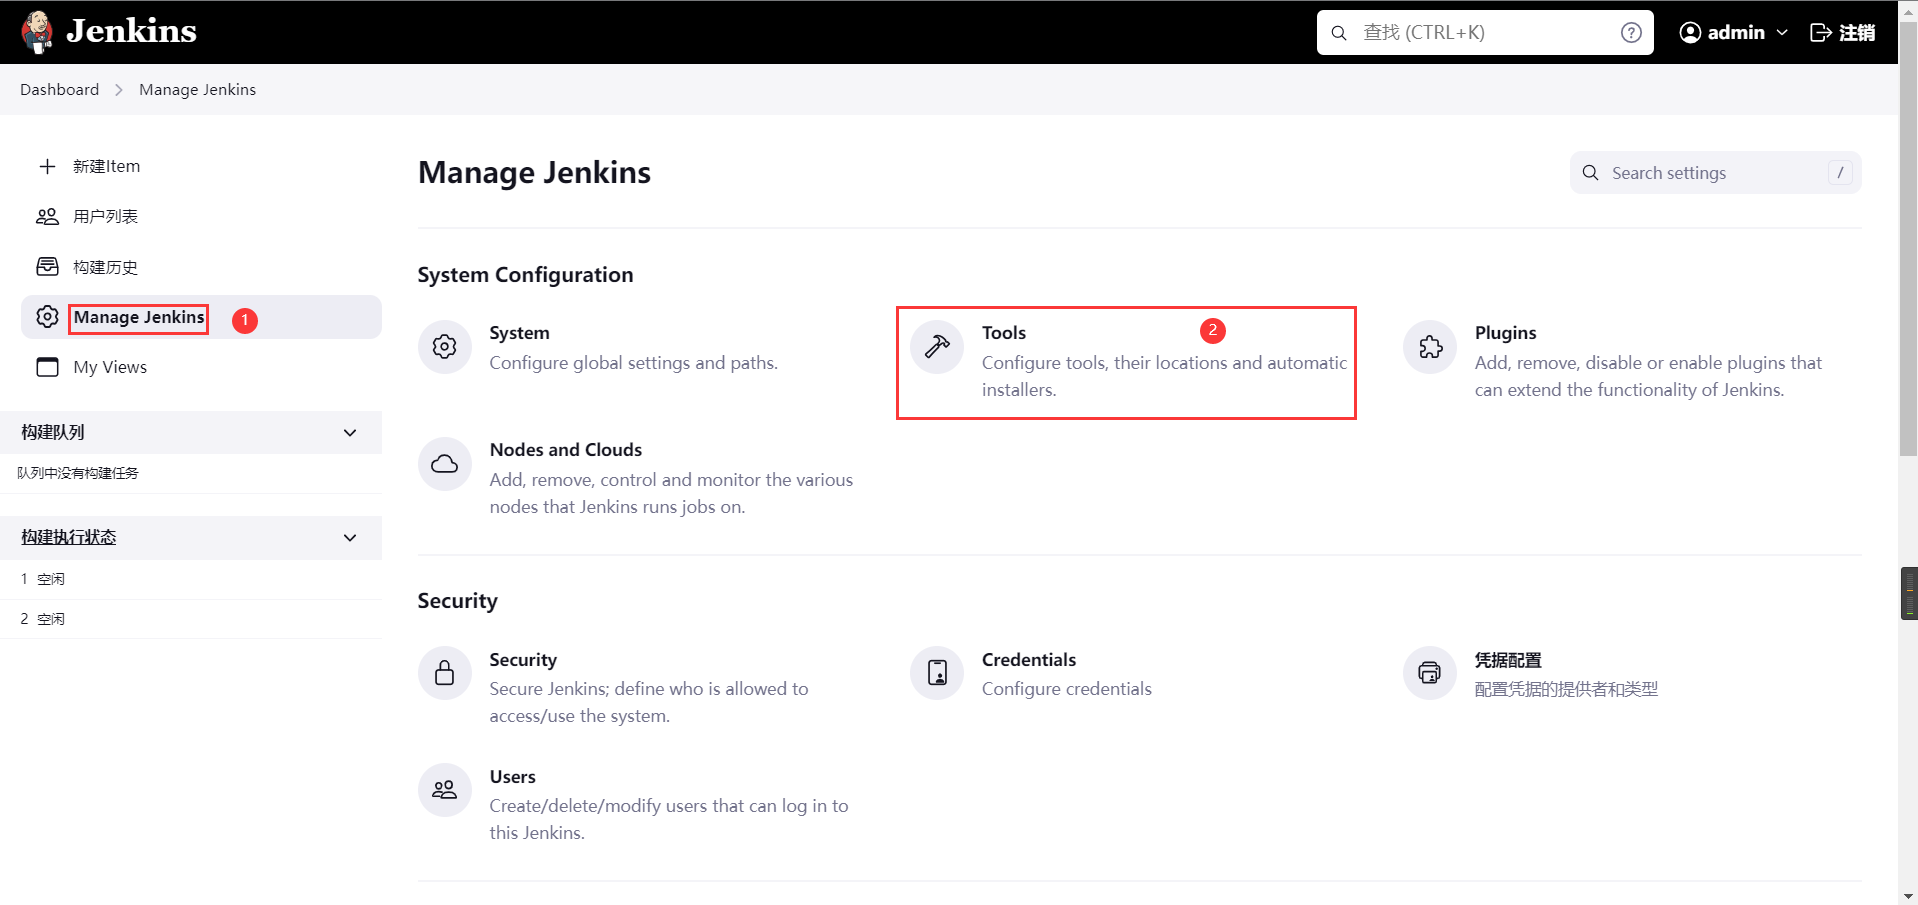 Jenkins
查找 (CTRL+K)
?
admin
注销
Dashboard
Manage Jenkins
新建Item
用户列表
构建历史
Manage Jenkins
1
My Views
构建队列
队列中没有构建任务
构建执行状态
1 空闲
2 空闲
Manage Jenkins
Search settings
/
System Configuration
System
Configure global settings and paths.
Tools
2
Configure tools, their locations and automatic
installers.
Plugins
Add, remove, disable or enable plugins that
can extend the functionality of Jenkins.
Nodes and Clouds
Add, remove, control and monitor the various
nodes that Jenkins runs jobs on.
Security
Security
Secure Jenkins; define who is allowed to
access/use the system.
Credentials
Configure credentials
凭据配置
配置凭据的提供者和类型
Users
Create/delete/modify users that can log in to
this Jenkins.